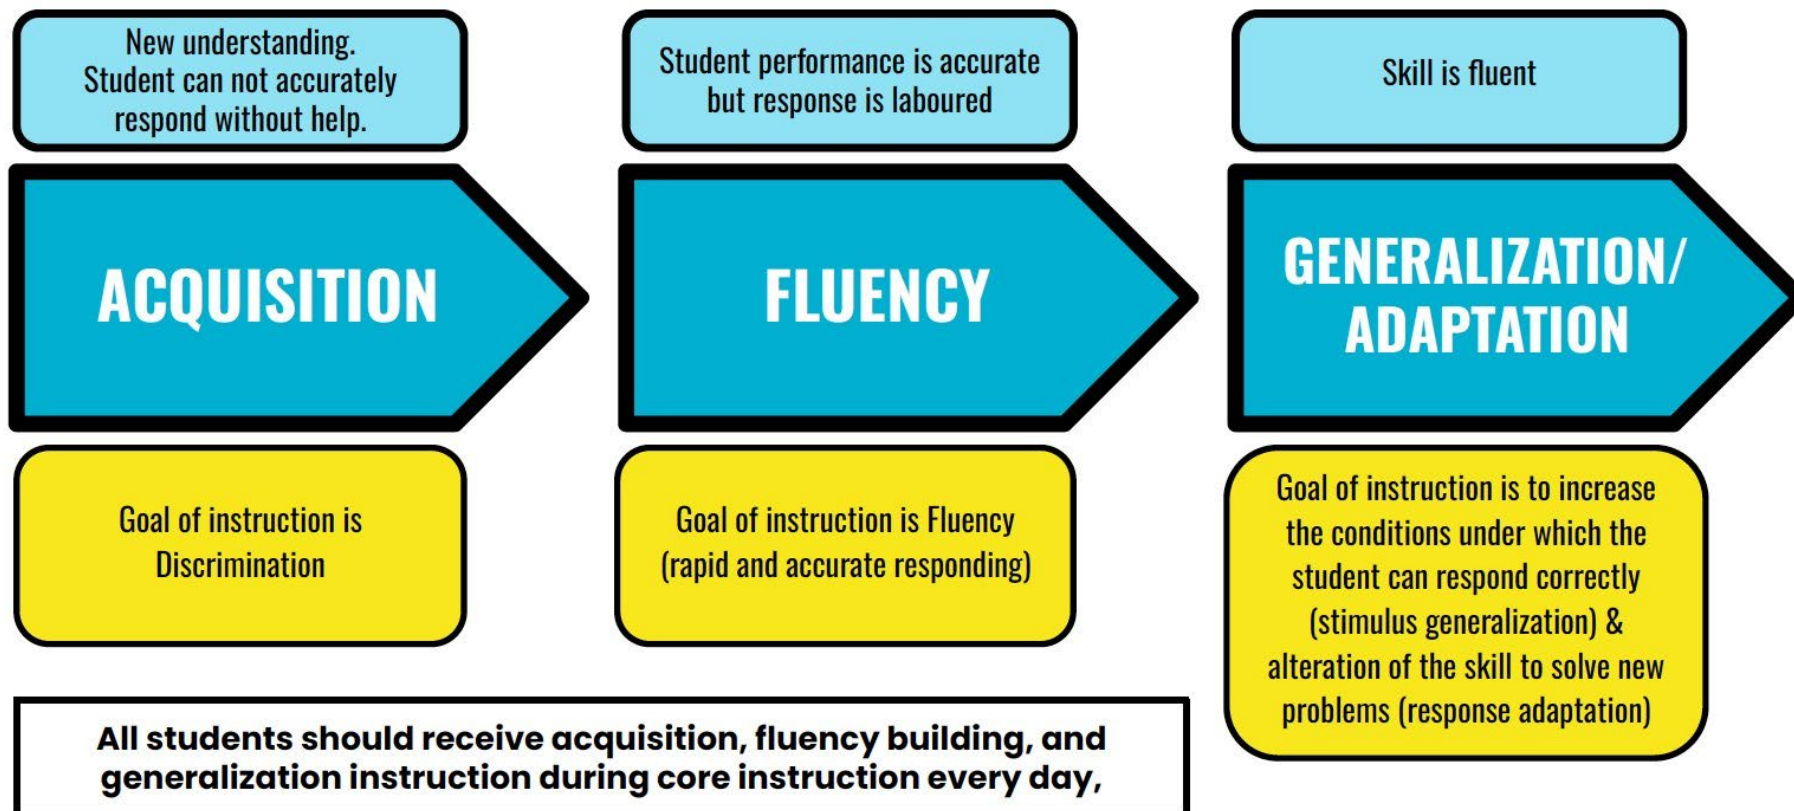 New understanding.
Student can not accurately
respond without help.
ACQUISITION
Goal of instruction is
Discrimination
Student performance is accurate
but response is laboured
FLUENCY
Goal of instruction is Fluency
(rapid and accurate responding)
Skill is fluent
GENERALIZATION/
ADAPTATION
Goal of instruction is to increase
the conditions under which the
student can respond correctly
(stimulus generalization) &
alteration of the skill to solve new
problems (response adaptation)
All students should receive acquisition, fluency building, and
generalization instruction during core instruction every day,